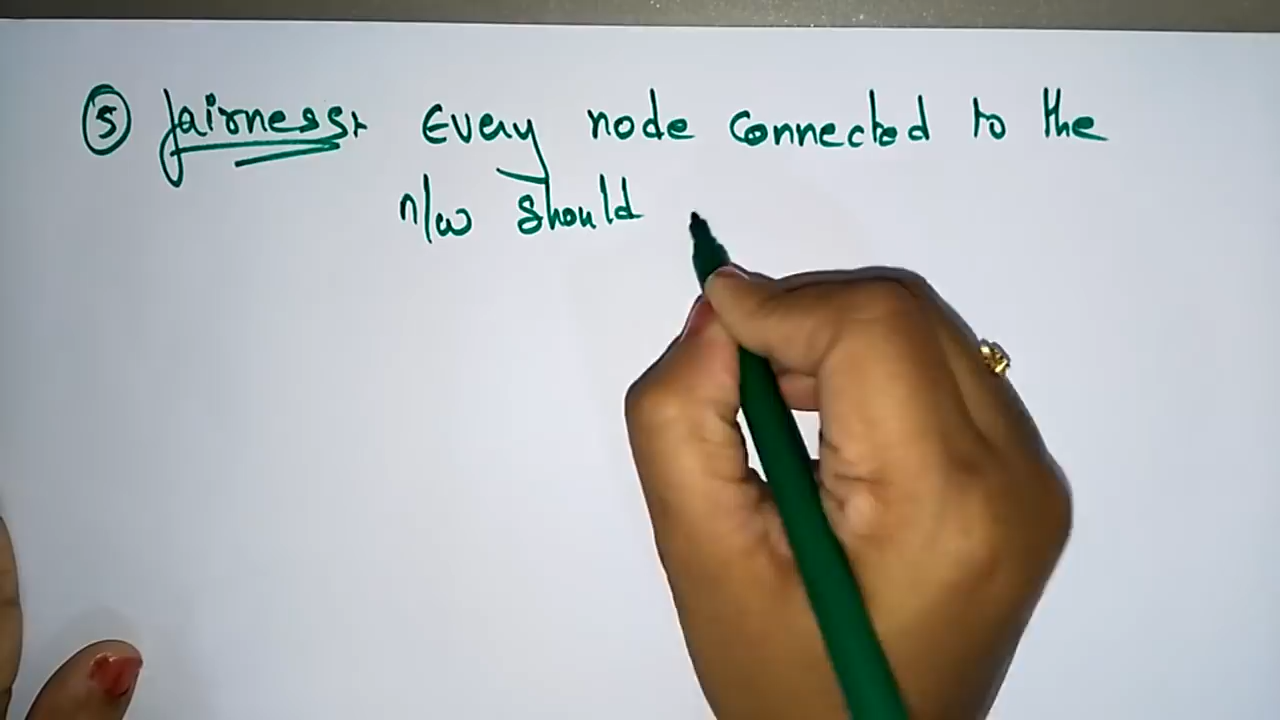 ⑤ fairness:- Every node connected to the
n/w should